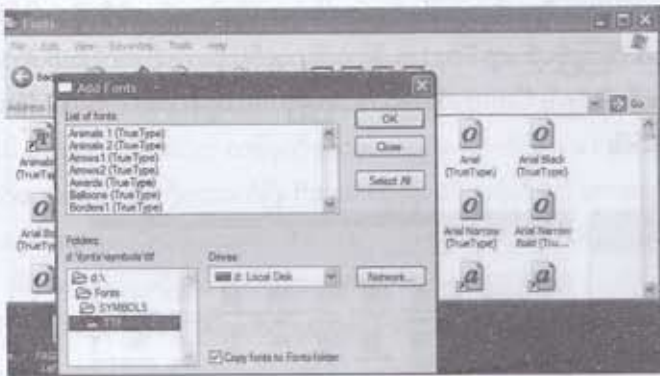 Fonts
File Edit View Favorites Tools Help
Back
Address
Add Fonts
List of fonts:
Animals 1 (TrueType)
Animals 2 (TrueType)
Arrows1 (TrueType)
Arrows2 (TrueType)
Awards (TrueType)
Balloons (TrueType)
Borders1 (TrueType)
OK
Close
Select All
Folders:
d:\fonts\symbols\ttf
d:\
Fonts
SYMBOLS
TTF
Drives:
d: Local Disk
Network...
Copy fonts to Fonts folder
Go
Arial (TrueType)
Arial Black (TrueType)
Arial Narrow (TrueType)
Arial Narrow Bold (Tru...